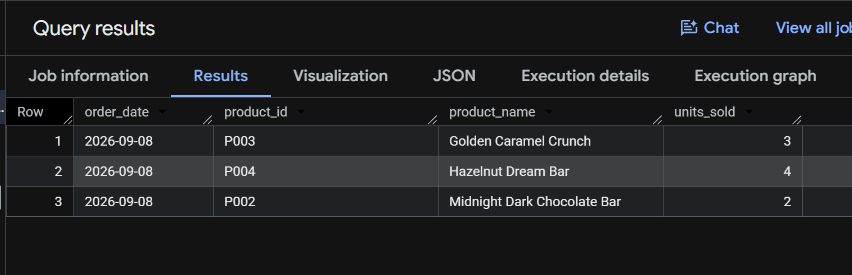 Query results
Chat
View all jo
Job information Results Visualization JSON Execution details Execution graph
Row order_date product_id product_name units_sold
1 2026-09-08 P003 Golden Caramel Crunch 3
2 2026-09-08 P004 Hazelnut Dream Bar 4
3 2026-09-08 P002 Midnight Dark Chocolate Bar 2